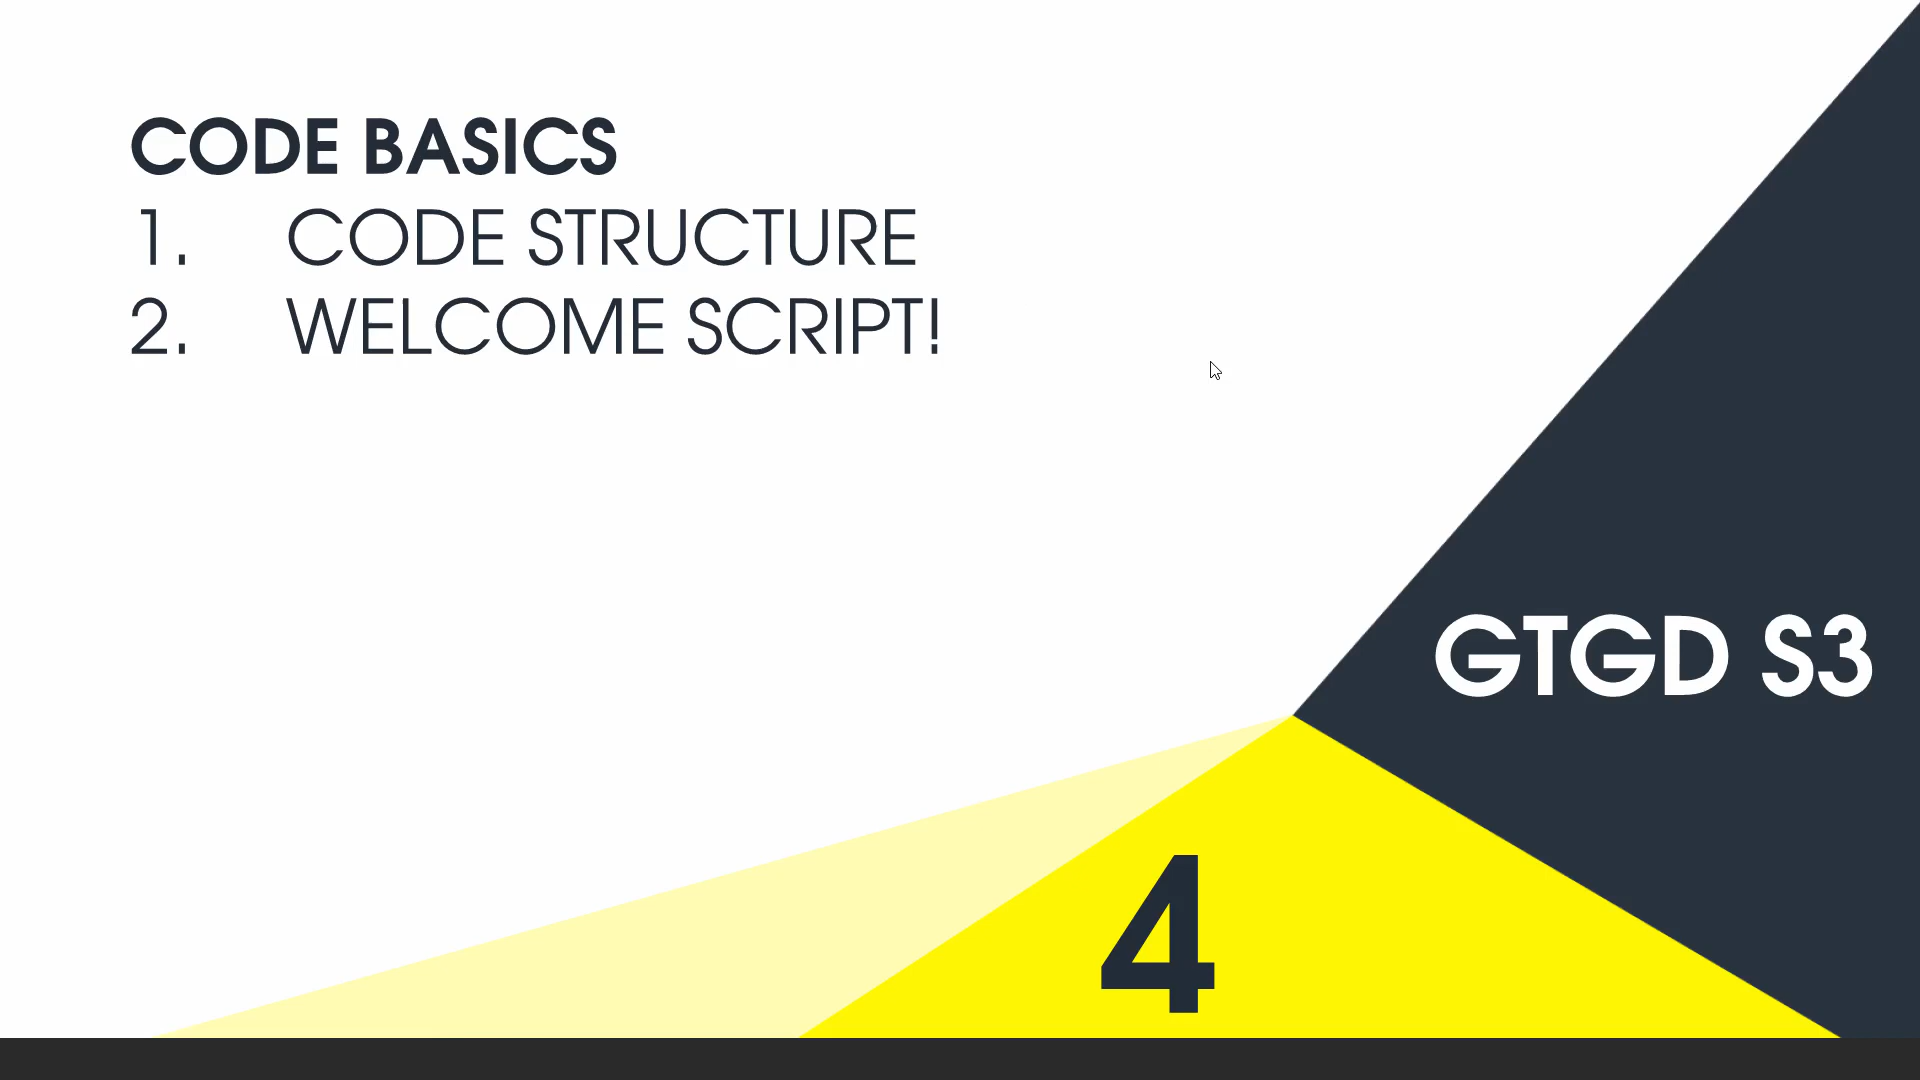 CODE BASICS
1. CODE STRUCTURE
2. WELCOME SCRIPT!
GTGD S3
4